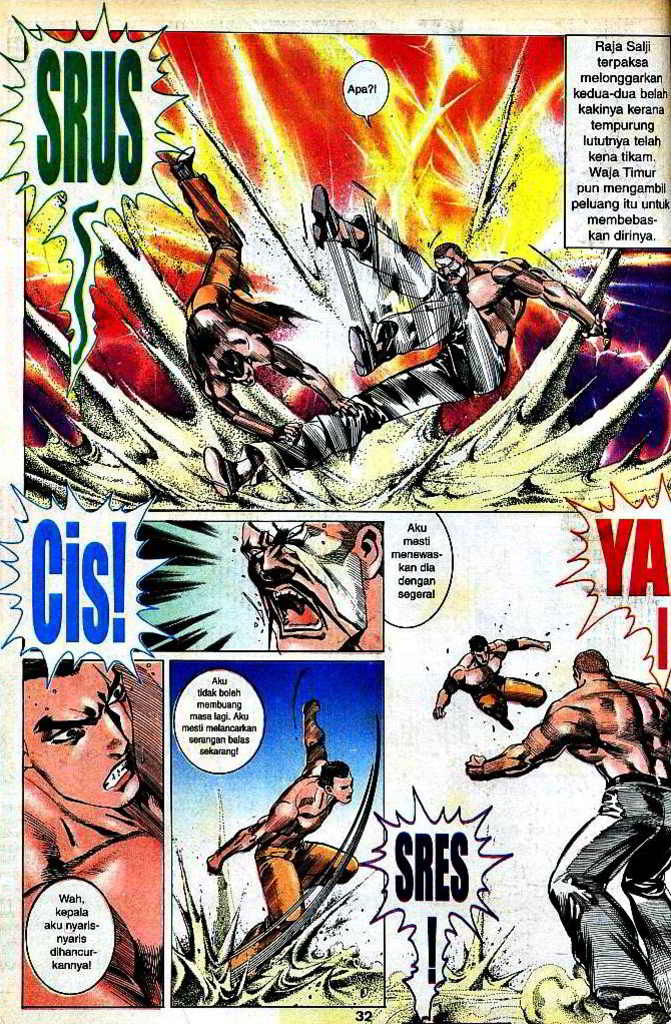 SRUS
Apa?!
Raja Salji
terpaksa
melonggarkan
kedua-dua belah
kakinya kerana
tempurung
lututnya telah
kena tikam.
Waja Timur
pun mengambil
peluang itu untuk
membebas-
kan dirinya.
Cis!
Aku
mesti
menewas-
kan dia
dengan
segera!
YA
!
Wah,
kepala
aku nyaris-
nyaris
dihancur-
kannya!
Aku
tidak boleh
membuang
masa lagi. Aku
mesti melancarkan
serangan balas
sekarang!
SRES
!
32